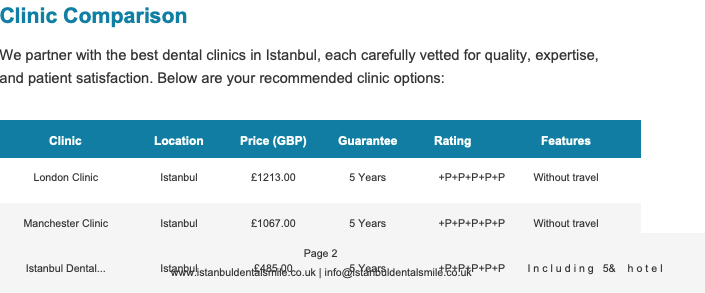 Clinic Comparison
We partner with the best dental clinics in Istanbul, each carefully vetted for quality, expertise,
and patient satisfaction. Below are your recommended clinic options:
Clinic Location Price (GBP) Guarantee Rating Features
London Clinic Istanbul £1213.00 5 Years +P+P+P+P+P Without travel
Manchester Clinic Istanbul £1067.00 5 Years +P+P+P+P+P Without travel
Page 2
Istanbul Dental... Istanbul £485.00 5 Years +P+P+P+P+P Including 5& hotel
www.istanbuldentalsmile.co.uk | info@istanbuldentalsmile.co.uk